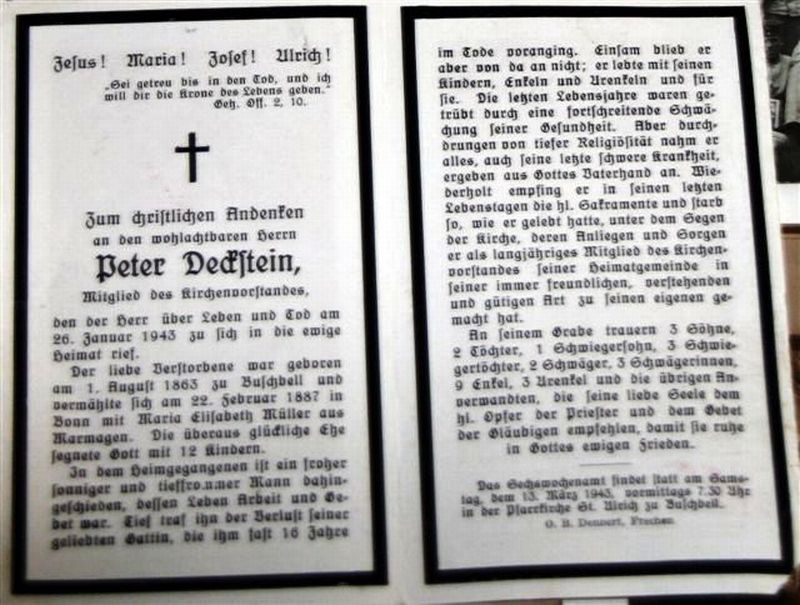 Jesus! Maria! Josef! Ulrich!
„Sei getreu bis in den Tod, und ich
will dir die Krone des Lebens geben.“
Geh. Off. 2, 10.
Zum christlichen Andenken
an den wohlachtbaren Herrn
Peter Deckstein,
Mitglied des Kirchenvorstandes,
den der Herr über Leben und Tod am
26. Januar 1943 zu sich in die ewige
Heimat rief.
Der liebe Verstorbene war geboren
am 1. August 1863 zu Buschbell und
vermählte sich am 22. Februar 1887 in
Bonn mit Maria Elisabeth Müller aus
Marmagen. Die überaus glückliche Ehe
segnete Gott mit 12 Kindern.
In dem Heimgegangenen ist ein froher
sonniger und tieffro.n.ner Mann dahin-
geschieden, dessen Leben Arbeit und Ge-
bet war. Tief traf ihn der Verlust seiner
geliebten Gattin, die ihm fast 16 Jahre
im Tode voranging. Einsam blieb er
aber von da an nicht; er lebte mit seinen
Kindern, Enkeln und Urenkeln und für
sie. Die letzten Lebensjahre waren ge-
trübt durch eine fortschreitende Schwä-
chung seiner Gesundheit. Aber durch-
drungen von tiefer Religiösität nahm er
alles, auch seine letzte schwere Krankheit,
ergeben aus Gottes Vaterhand an. Wie-
derholt empfing er in seinen letzten
Lebenstagen die hl. Sakramente und starb
so, wie er gelebt hatte, unter dem Segen
der Kirche, deren Anliegen und Sorgen
er als langjähriges Mitglied des Kirchen-
vorstandes seiner Heimatgemeinde in
seiner immer freundlichen, verstehenden
und gütigen Art zu seinen eigenen ge-
macht hat.
An seinem Grabe trauern 3 Söhne,
2 Töchter, 1 Schwiegersohn, 3 Schwie-
gertöchter, 2 Schwäger, 3 Schwägerinnen,
9 Enkel, 3 Urenkel und die übrigen An-
verwandten, die seine liebe Seele dem
hl. Opfer der Priester und dem Gebet
der Gläubigen empfehlen, damit sie ruhe
in Gottes ewigen Frieden.
Das Sechswochenamt findet statt am Sams-
tag, dem 13. März 1943, vormittags 7.30 Uhr
in der Pfarrkirche St. Ulrich zu Buschbell.
O. B. Dennert, Frechen